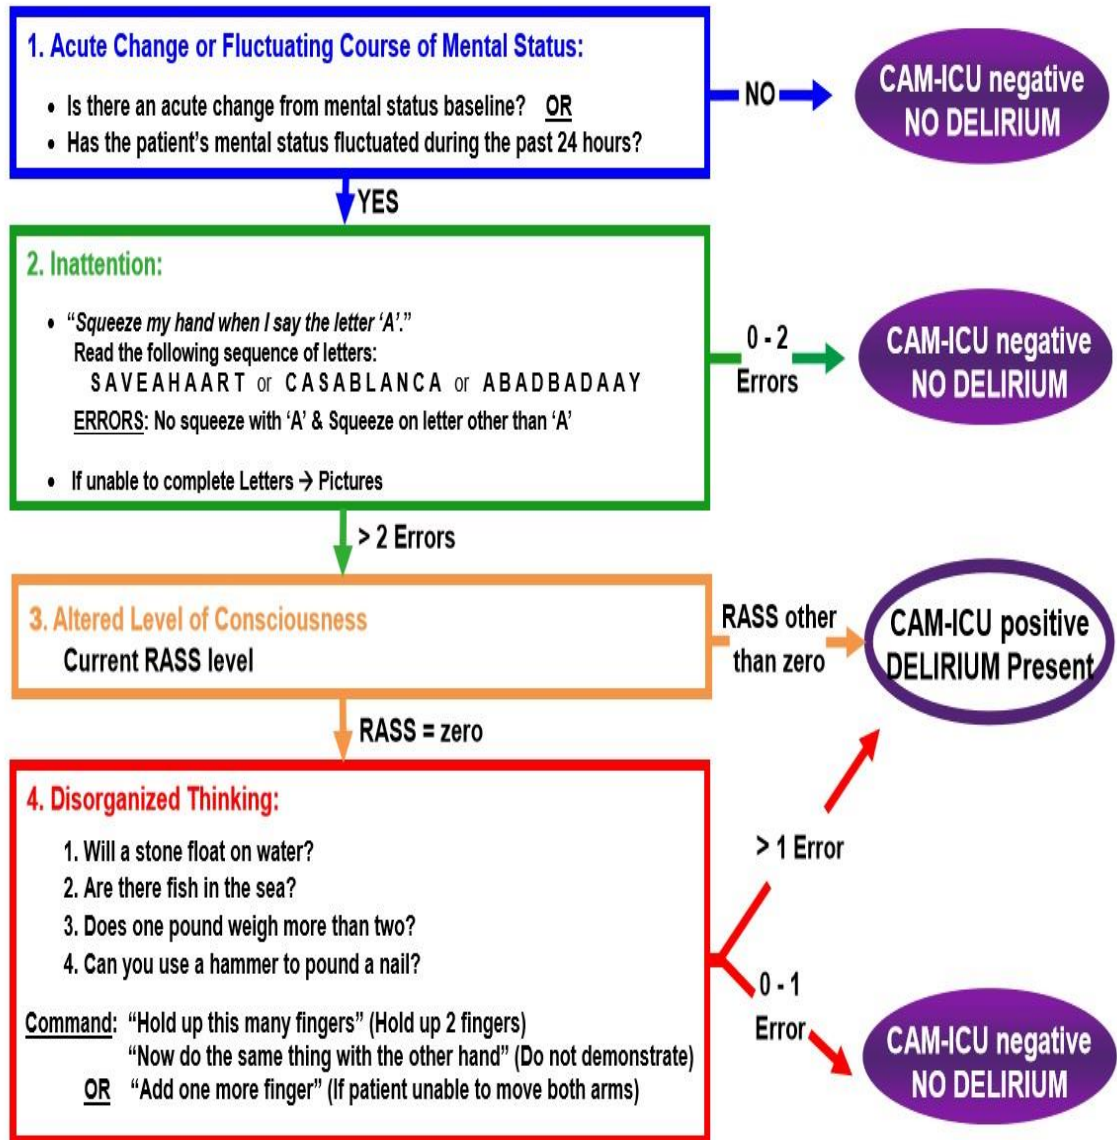 1. Acute Change or Fluctuating Course of Mental Status:
• Is there an acute change from mental status baseline? OR
• Has the patient’s mental status fluctuated during the past 24 hours?
NO
CAM-ICU negative
NO DELIRIUM
YES
2. Inattention:
• “Squeeze my hand when I say the letter ‘A’.”
Read the following sequence of letters:
S A V E A H A A R T or C A S A B L A N C A or A B A D B A D A A Y
ERRORS: No squeeze with ‘A’ & Squeeze on letter other than ‘A’
• If unable to complete Letters → Pictures
0 - 2
Errors
CAM-ICU negative
NO DELIRIUM
> 2 Errors
3. Altered Level of Consciousness
Current RASS level
RASS other
than zero
CAM-ICU positive
DELIRIUM Present
RASS = zero
4. Disorganized Thinking:
1. Will a stone float on water?
2. Are there fish in the sea?
3. Does one pound weigh more than two?
4. Can you use a hammer to pound a nail?
Command: “Hold up this many fingers” (Hold up 2 fingers)
“Now do the same thing with the other hand” (Do not demonstrate)
OR “Add one more finger” (If patient unable to move both arms)
> 1 Error
0 - 1
Error
CAM-ICU negative
NO DELIRIUM